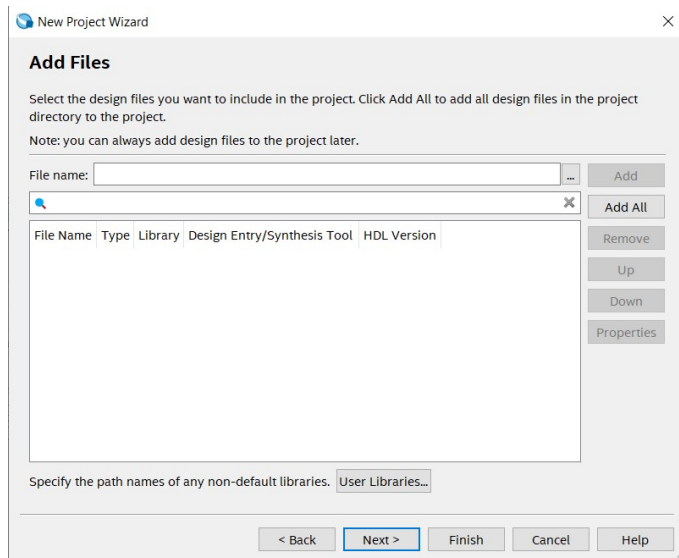 New Project Wizard
Add Files
Select the design files you want to include in the project. Click Add All to add all design files in the project
directory to the project.
Note: you can always add design files to the project later.
File name: ... Add
Add All
File Name Type Library Design Entry/Synthesis Tool HDL Version
Remove
Up
Down
Properties
Specify the path names of any non-default libraries. User Libraries...
< Back Next > Finish Cancel Help